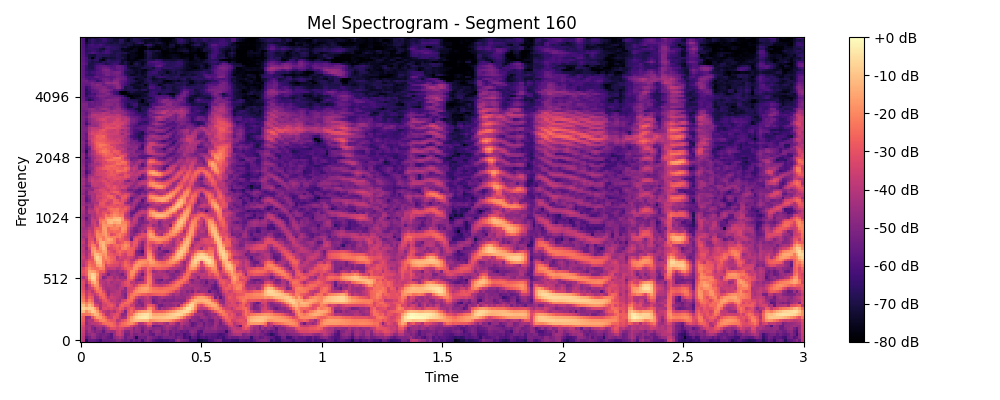 Mel Spectrogram - Segment 160
Frequency
4096
2048
1024
512
0
0
0.5
1
1.5
2
2.5
3
Time
+0 dB
-10 dB
-20 dB
-30 dB
-40 dB
-50 dB
-60 dB
-70 dB
-80 dB